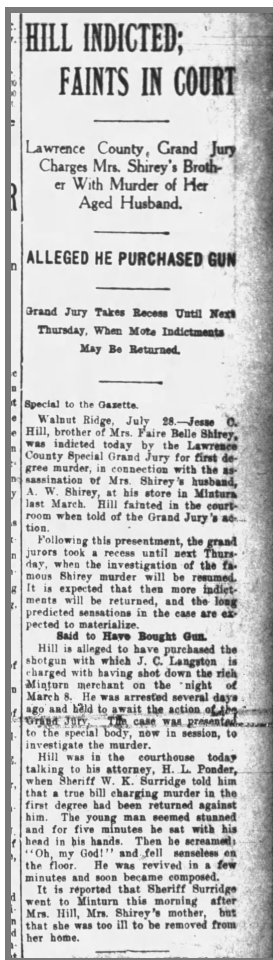 HILL INDICTED;
FAINTS IN COURT
Lawrence County, Grand Jury
Charges Mrs. Shirey's Broth-
er With Murder of Her
Aged Husband.
ALLEGED HE PURCHASED GUN
Grand Jury Takes Recess Until Next
Thursday, When Mote Indictments
May Be Returned.
Special to the Gazette.
Walnut Ridge, July 28.—Jesse C.
Hill, brother of Mrs. Faire Belle Shirey,
was indicted today by the Lawrence
County Special Grand Jury for first de-
gree murder, in connection with the as-
sassination of Mrs. Shirey's husband,
A. W. Shirey, at his store in Mintura
last March. Hill fainted in the court-
room when told of the Grand Jury's ac-
tion.
Following this presentment, the grand
jurors took a recess until next Thurs-
day, when the investigation of the fa-
mous Shirey murder will be resumed.
It is expected that then more indict-
ments will be returned, and the long
predicted sensations in the case are ex-
pected to materialize.
Said to Have Bought Gun.
Hill is alleged to have purchased the
shotgun with which J. C. Langston is
charged with having shot down the rich
Minturn merchant on the night of
March 8. He was arrested several days
ago and held to await the action of the
Grand Jury. The case was presented
to the special body, now in session, to
investigate the murder.
Hill was in the courthouse today
talking to his attorney, H. L. Ponder,
when Sheriff W. K. Surridge told him
that a true bill charging murder in the
first degree had been returned against
him. The young man seemed stunned
and for five minutes he sat with his
head in his hands. Then he screamed:
"Oh, my God!" and fell senseless on
the floor. He was revived in a few
minutes and soon became composed.
It is reported that Sheriff Surridge
went to Minturn this morning after
Mrs. Hill, Mrs. Shirey's mother, but
that she was too ill to be removed from
her home.